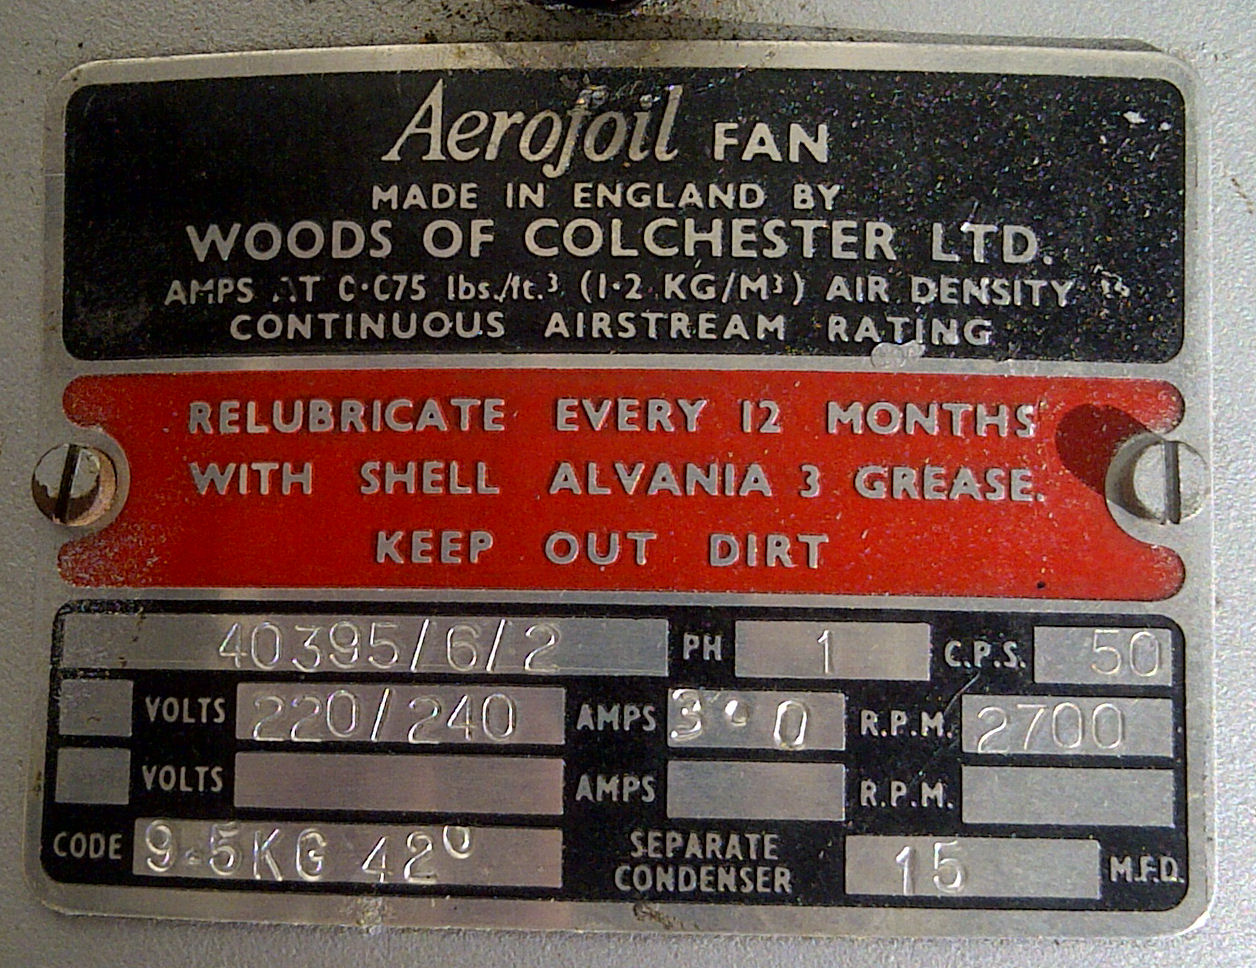 Aerofoil FAN
MADE IN ENGLAND BY
WOODS OF COLCHESTER LTD.
AMPS AT 0·075 lbs./ft.³ (1·2 KG/M³) AIR DENSITY
CONTINUOUS AIRSTREAM RATING
RELUBRICATE EVERY 12 MONTHS
WITH SHELL ALVANIA 3 GREASE.
KEEP OUT DIRT
40395/6/2 PH 1 C.P.S. 50
VOLTS 220/240 AMPS 3·0 R.P.M. 2700
VOLTS AMPS R.P.M.
CODE 9.5KG 42° SEPARATE CONDENSER 15 M.F.D.